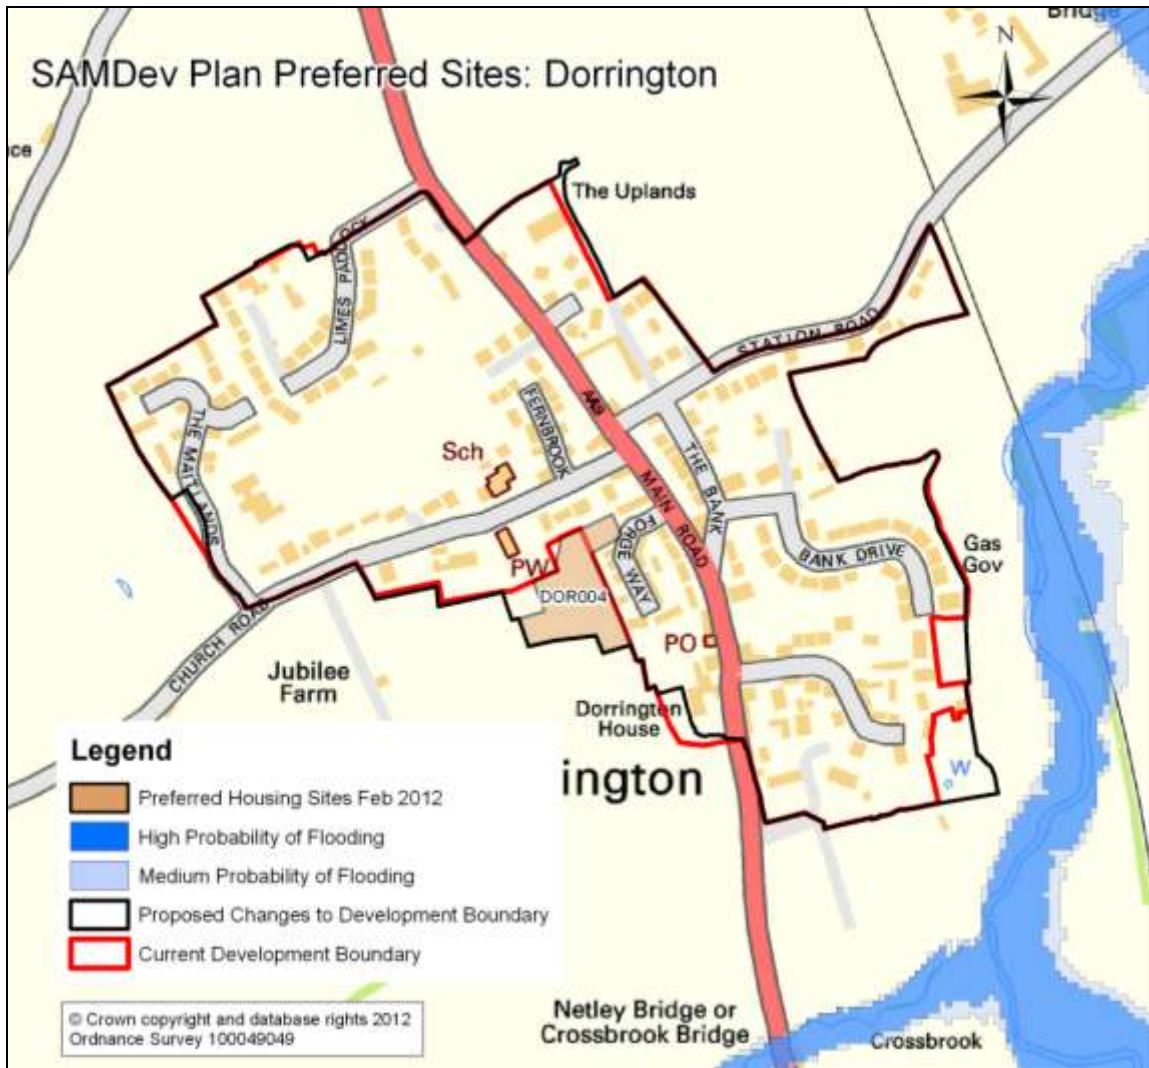 Bridge
N
SAMDev Plan Preferred Sites: Dorrington
ce
The Uplands
LIMES PADDOCK
STATION ROAD
THE MAITLANDS
FERNBROOK
A49
Sch
THE BANK
MAIN ROAD
FORGE WAY
BANK DRIVE
Gas
Gov
PW
DOR004
CHURCH ROAD
PO
Jubilee
Farm
Dorrington
House
ington
W
Legend
Preferred Housing Sites Feb 2012
High Probability of Flooding
Medium Probability of Flooding
Proposed Changes to Development Boundary
Current Development Boundary
© Crown copyright and database rights 2012
Ordnance Survey 100049049
Netley Bridge or
Crossbrook Bridge
Crossbrook